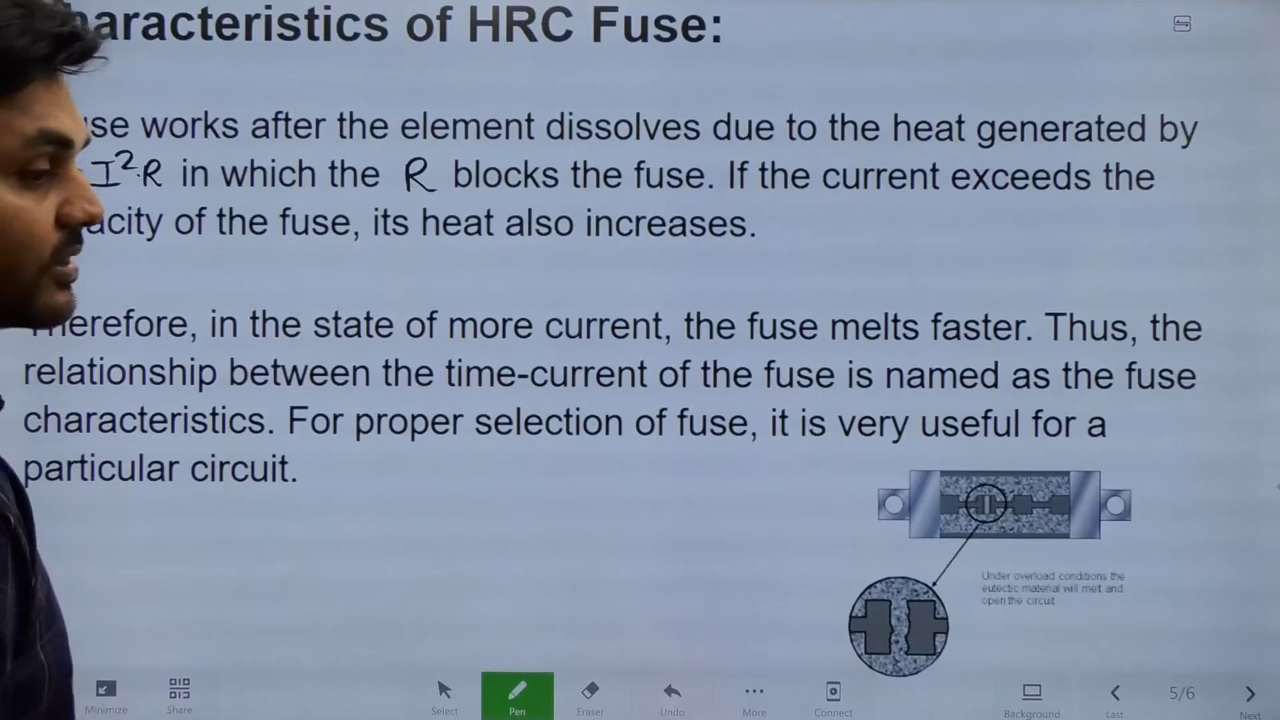 aracteristics of HRC Fuse:
use works after the element dissolves due to the heat generated by
I²R in which the R blocks the fuse. If the current exceeds the
acity of the fuse, its heat also increases.
Therefore, in the state of more current, the fuse melts faster. Thus, the
relationship between the time-current of the fuse is named as the fuse
characteristics. For proper selection of fuse, it is very useful for a
particular circuit.
Under overload conditions the
eutectic material will melt and
open the circuit
Minimize
Share
Select
Pen
Eraser
Undo
More
Connect
Background
Last
5/6
Next